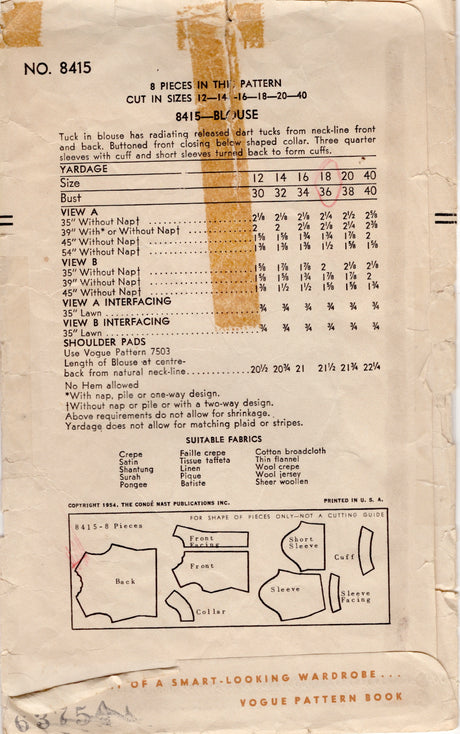 NO. 8415
8 PIECES IN THIS PATTERN
CUT IN SIZES 12—14—16—18—20—40
8415—BLOUSE
Tuck in blouse has radiating released dart tucks from neck-line front
and back. Buttoned front closing below shaped collar. Three quarter
sleeves with cuff and short sleeves turned back to form cuffs.
YARDAGE
Size 12 14 16 18 20 40
Bust 30 32 34 36 38 40
VIEW A
35" Without Nap† 2⅛ 2⅛ 2⅛ 2¼ 2½ 2⅝
39" With* or Without Nap† 2 2 2⅛ 2⅛ 2¼ 2⅜
45" Without Nap† 1⅝ 1⅝ 1¾ 1¾ 1⅞ 2
54" Without Nap† 1⅜ 1⅜ 1⅜ 1½ 1⅝ 1⅝
VIEW B
35" Without Nap† 1⅝ 1⅞ 1⅞ 2 2⅛ 2⅛
39" Without Nap† 1⅝ 1⅝ 1¾ 1⅞ 1⅞ 2
45" Without Nap† 1⅜ 1½ 1½ 1⅝ 1⅝ 1¾
VIEW A INTERFACING
35" Lawn ¾ ¾ ¾ ¾ ¾ ¾
VIEW B INTERFACING
35" Lawn ¾ ¾ ¾ ¾ ¾ ¾
SHOULDER PADS
Use Vogue Pattern 7503
Length of Blouse at centre-
back from natural neck-line 20½ 20¾ 21 21½ 21¾ 22¼
No Hem allowed
*With nap, pile or one-way design.
†Without nap or pile or with a two-way design.
Above requirements do not allow for shrinkage.
Yardage does not allow for matching plaid or stripes.
SUITABLE FABRICS
Crepe Faille crepe Cotton broadcloth
Satin Tissue taffeta Thin flannel
Shantung Linen Wool crepe
Surah Pique Wool jersey
Pongee Batiste Sheer woollen
COPYRIGHT 1954, THE CONDÉ NAST PUBLICATIONS INC. PRINTED IN U. S. A.
8415-8 Pieces FOR SHAPE OF PIECES ONLY—NOT A CUTTING GUIDE
Front Facing
Short Sleeve
Cuff
Back
Front
Sleeve
Sleeve Facing
Collar
OF A SMART-LOOKING WARDROBE...
VOGUE PATTERN BOOK